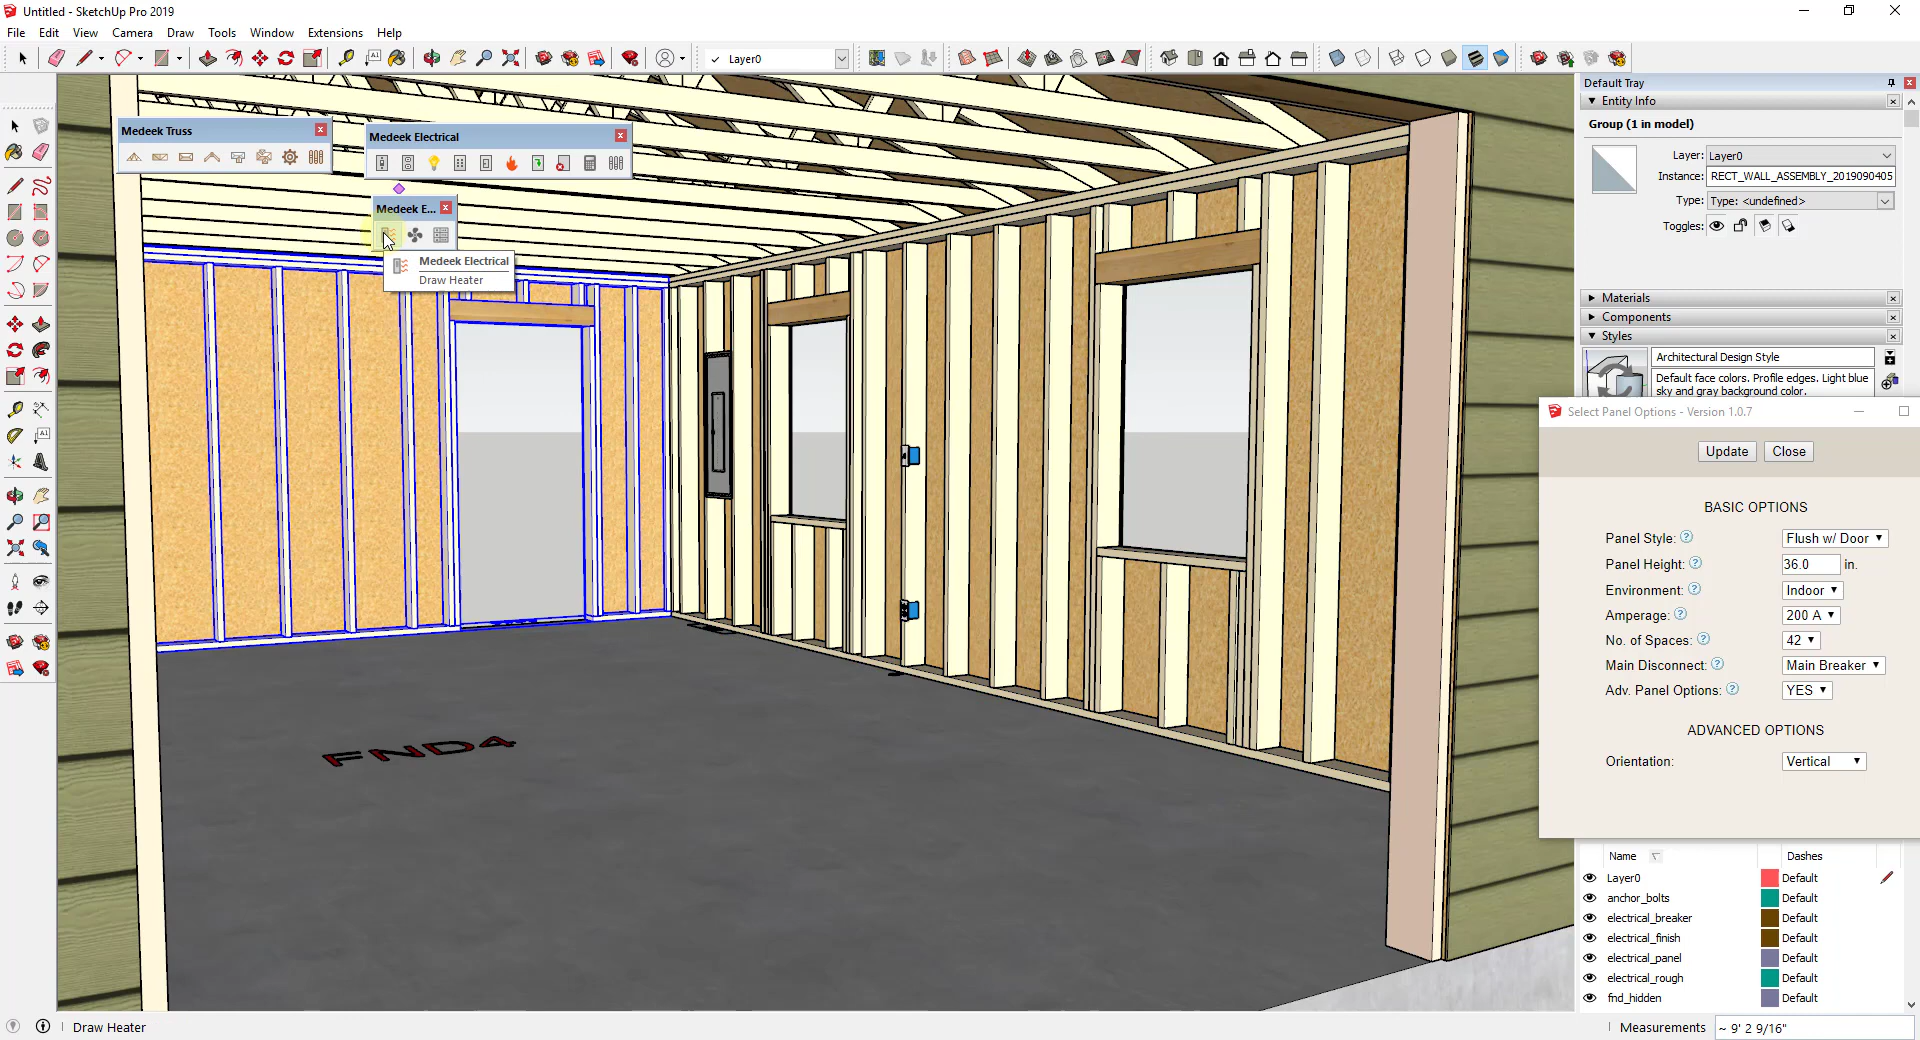 Untitled - SketchUp Pro 2019
File Edit View Camera Draw Tools Window Extensions Help
Layer0
Default Tray
Entity Info
Group (1 in model)
Layer: Layer0
Instance: RECT_WALL_ASSEMBLY_2019090405
Type: Type: <undefined>
Toggles:
Materials
Components
Styles
Architectural Design Style
Default face colors. Profile edges. Light blue
sky and gray background color.
Medeek Truss
Medeek Electrical
Medeek E...
Medeek Electrical
Draw Heater
FND4
Select Panel Options - Version 1.0.7
Update Close
BASIC OPTIONS
Panel Style: Flush w/ Door
Panel Height: 36.0 in.
Environment: Indoor
Amperage: 200 A
No. of Spaces: 42
Main Disconnect: Main Breaker
Adv. Panel Options: YES
ADVANCED OPTIONS
Orientation: Vertical
Name Dashes
Layer0 Default
anchor_bolts Default
electrical_breaker Default
electrical_finish Default
electrical_panel Default
electrical_rough Default
fnd_hidden Default
Draw Heater
Measurements ~ 9' 2 9/16"